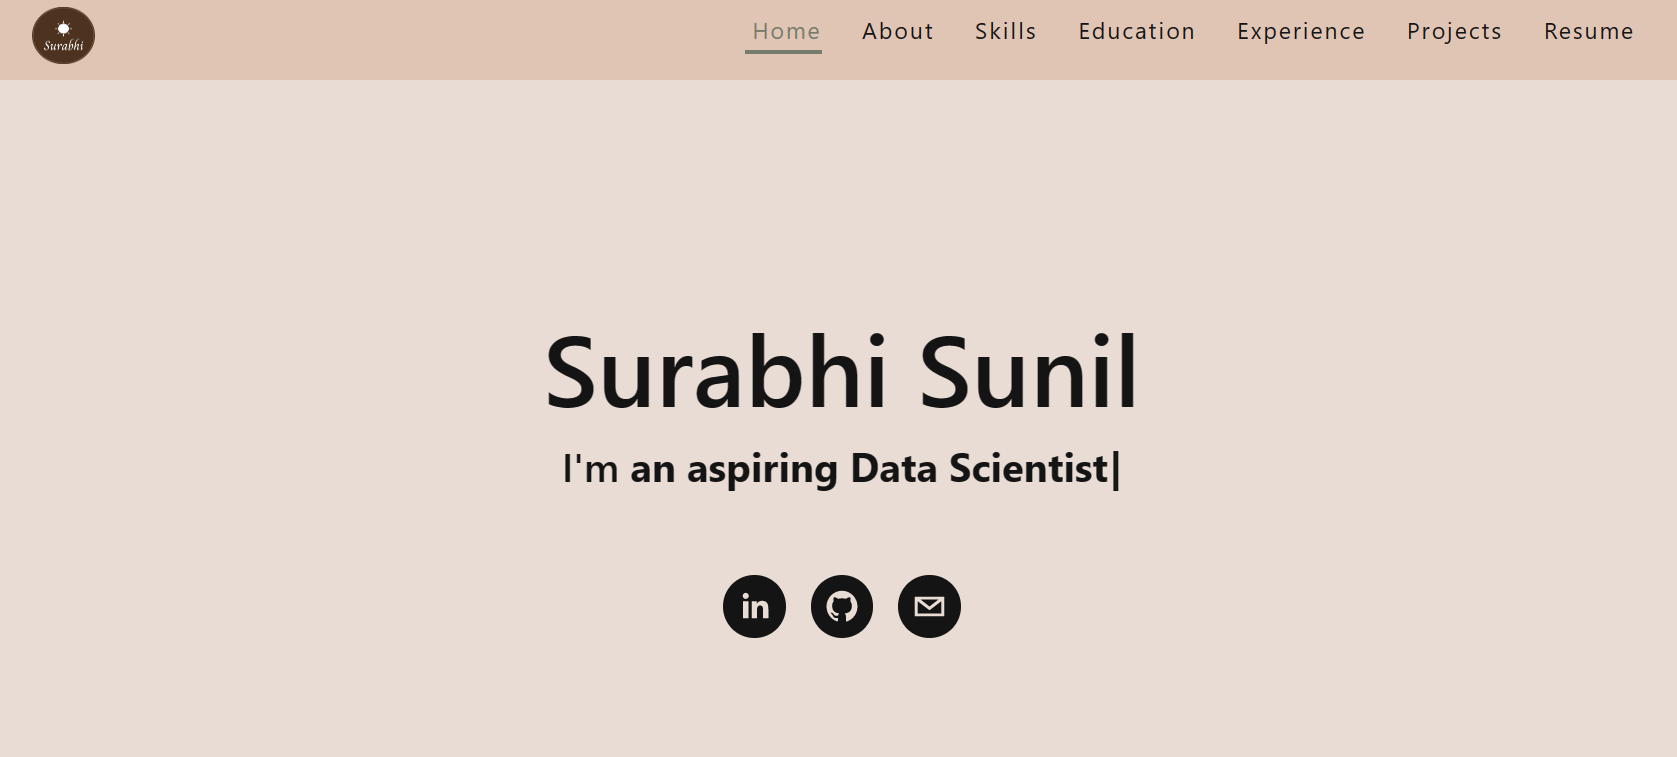 Surabhi
Home About Skills Education Experience Projects Resume
Surabhi Sunil
I'm an aspiring Data Scientist|
in